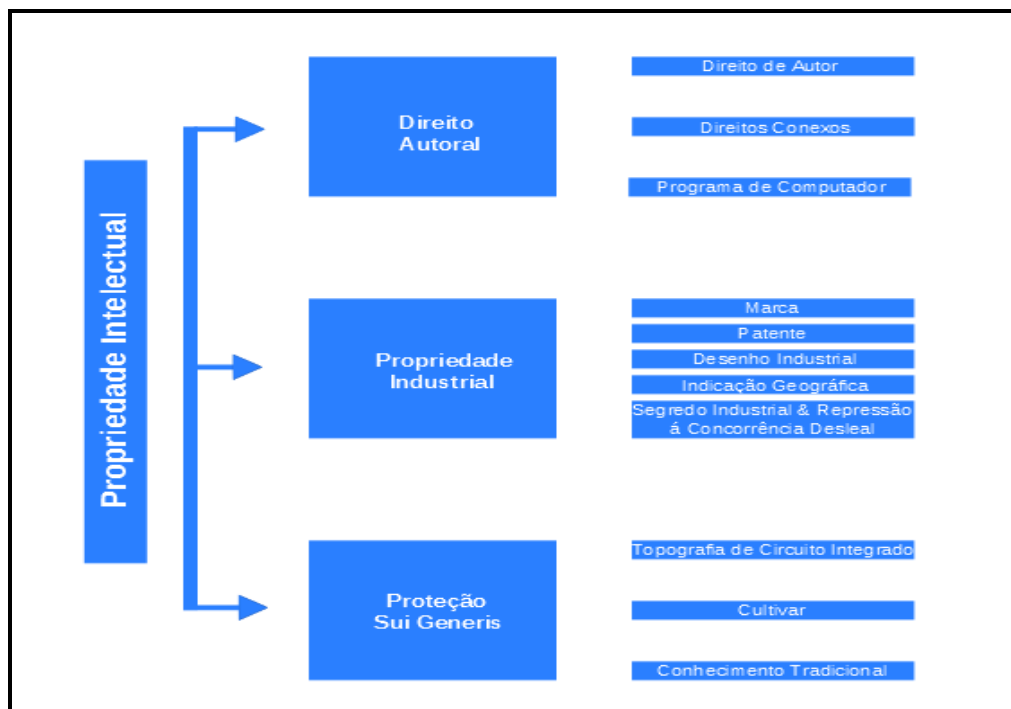 Propriedade Intelectual
Direito
Autoral
Direito de Autor
Direitos Conexos
Programa de Computador
Propriedade
Industrial
Marca
Patente
Desenho Industrial
Indicação Geográfica
Segredo Industrial & Repressão
á Concorrência Desleal
Proteção
Sui Generis
Topografia de Circuito Integrado
Cultivar
Conhecimento Tradicional